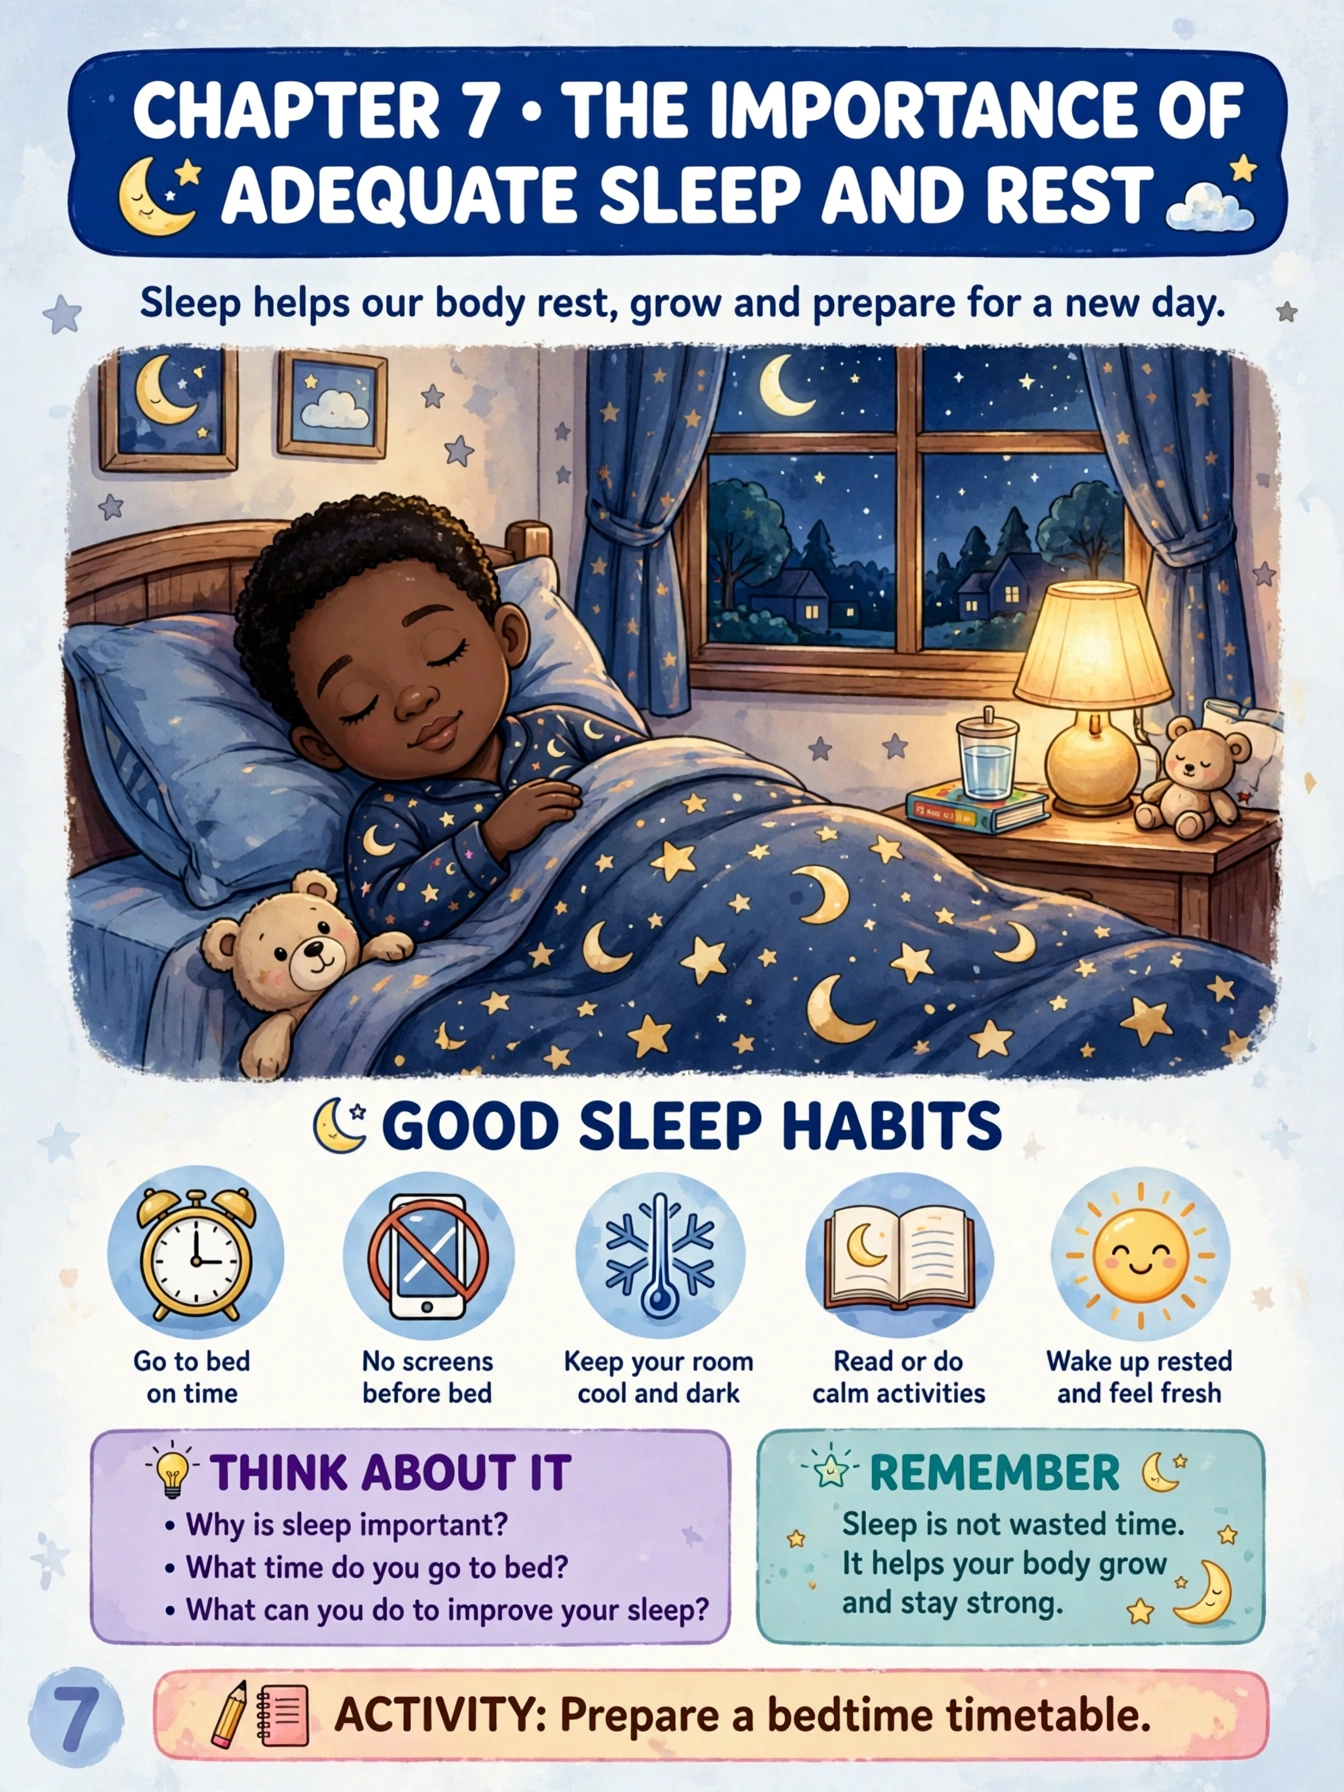 CHAPTER 7 • THE IMPORTANCE OF
ADEQUATE SLEEP AND REST
Sleep helps our body rest, grow and prepare for a new day.
GOOD SLEEP HABITS
Go to bed
on time
No screens
before bed
Keep your room
cool and dark
Read or do
calm activities
Wake up rested
and feel fresh
THINK ABOUT IT
• Why is sleep important?
• What time do you go to bed?
• What can you do to improve your sleep?
REMEMBER
Sleep is not wasted time.
It helps your body grow
and stay strong.
7
ACTIVITY: Prepare a bedtime timetable.